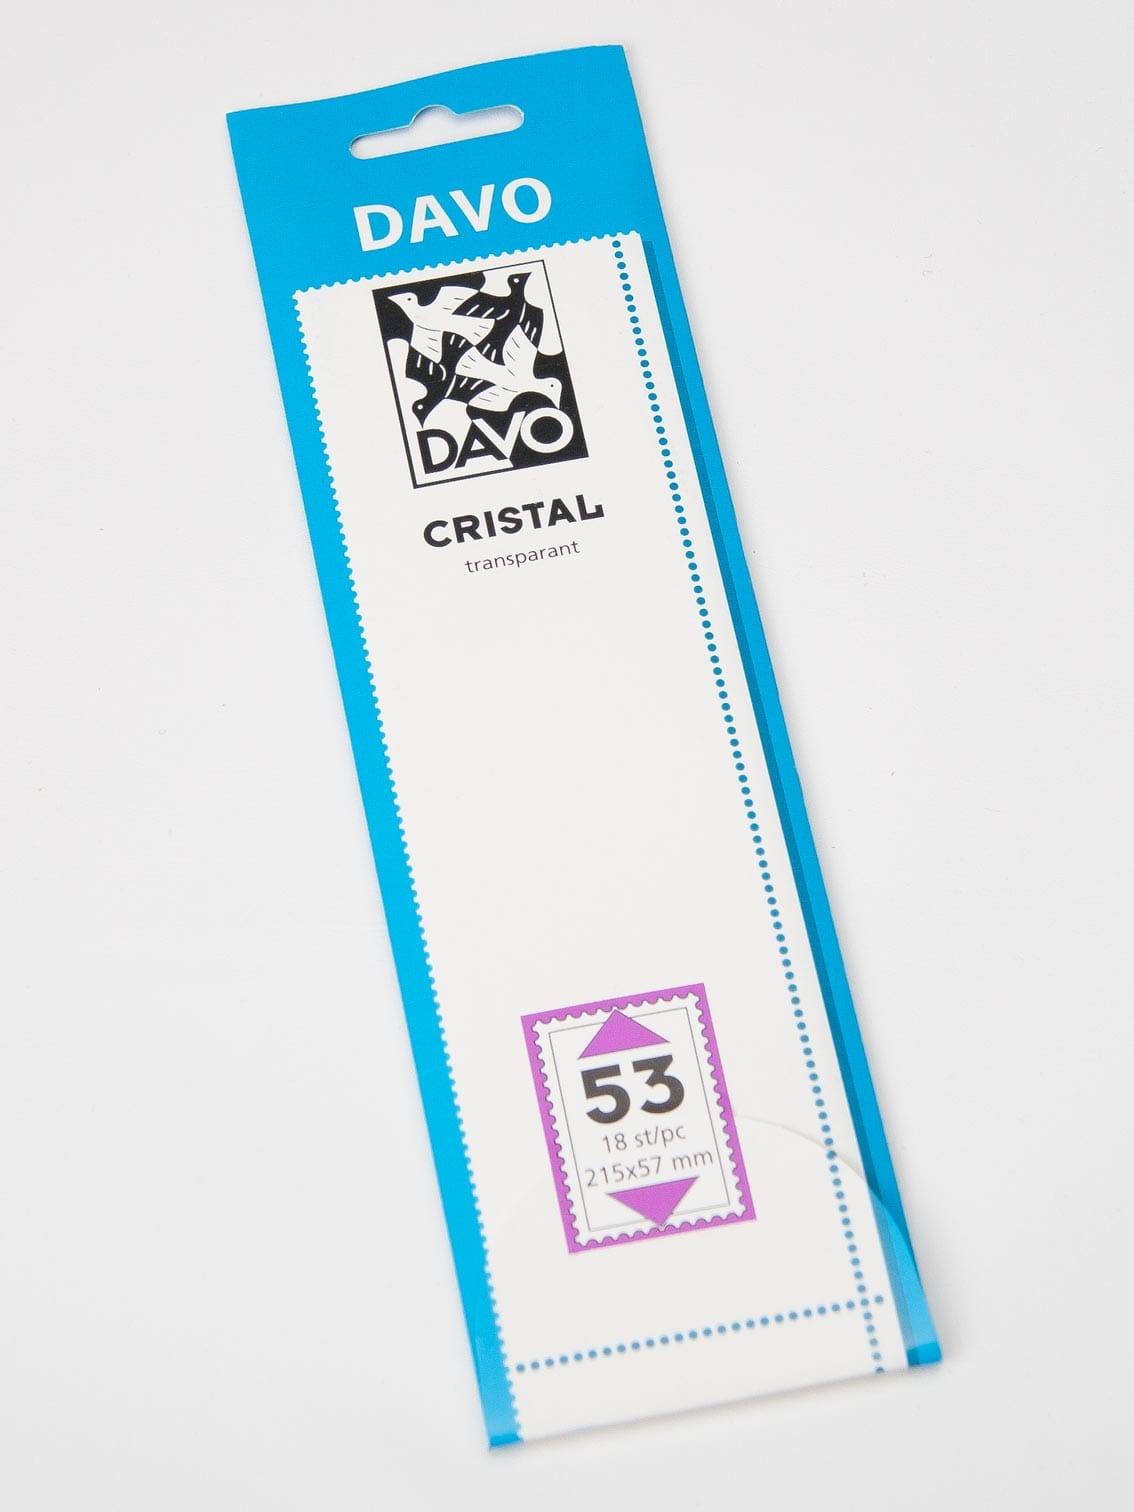 DAVO
DAVO
CRISTAL
transparant
53
18 st/pc
215x57 mm